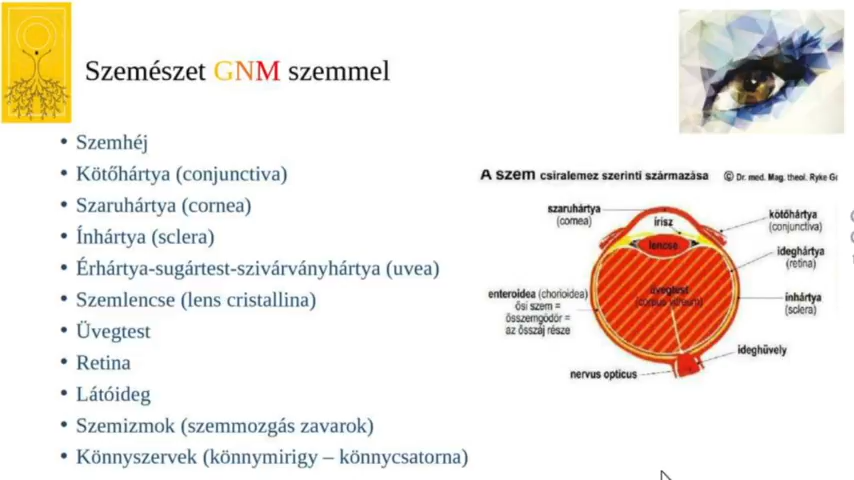 Szemészet GNM szemmel
• Szemhéj
• Kötőhártya (conjunctiva)
• Szaruhártya (cornea)
• Ínhártya (sclera)
• Érhártya-sugártest-szivárványhártya (uvea)
• Szemlencse (lens cristallina)
• Üvegtest
• Retina
• Látóideg
• Szemizmok (szemmozgás zavarok)
• Könnyszervek (könnymirigy – könnycsatorna)
A szem csíralemez szerinti származása © Dr. med. Mag. theol. Ryke
szaruhártya
(cornea)
írisz
kötőhártya
(conjunctiva)
lencse
ideghártya
(retina)
enteroidea (chorioidea)
ősi szem =
összemgödör =
az ősszáj része
üvegtest
(corpus vitreum)
ínhártya
(sclera)
ideghüvely
nervus opticus